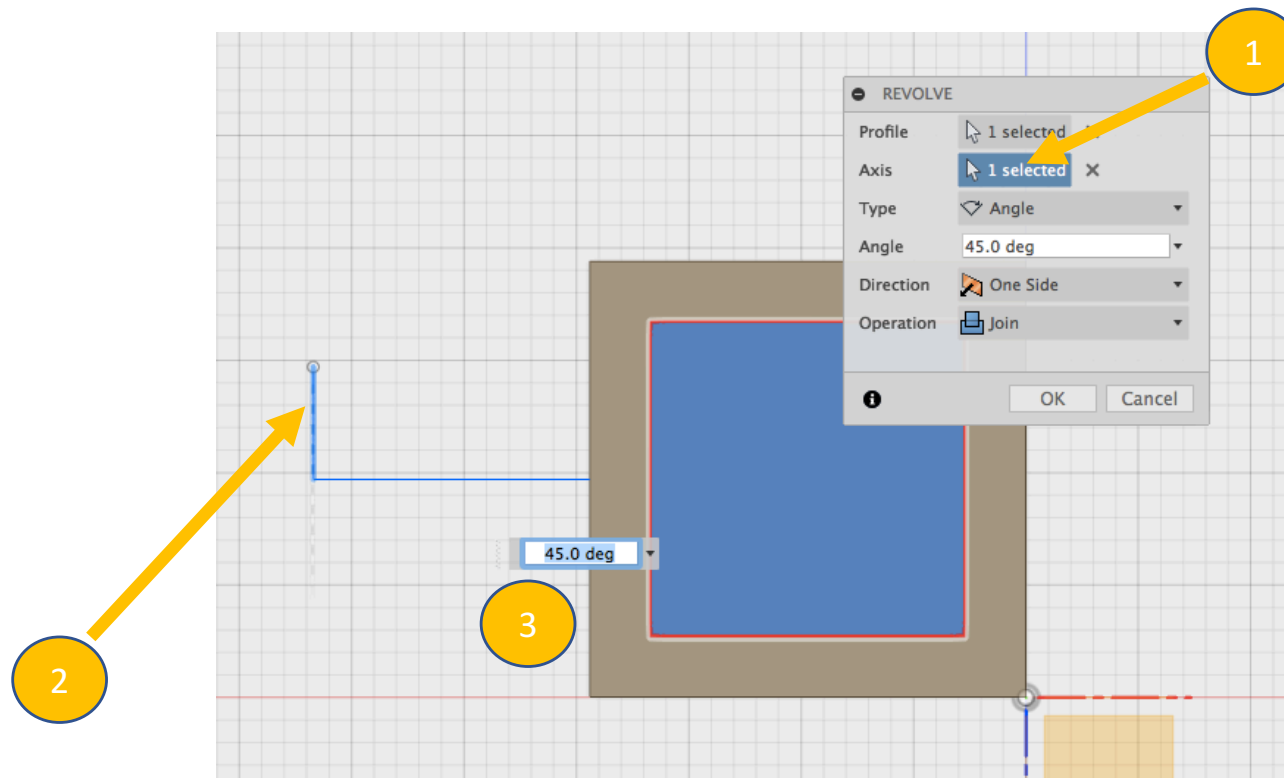 1
REVOLVE
Profile 1 selected
Axis 1 selected ×
Type Angle
Angle 45.0 deg
Direction One Side
Operation Join
OK Cancel
45.0 deg
3
2